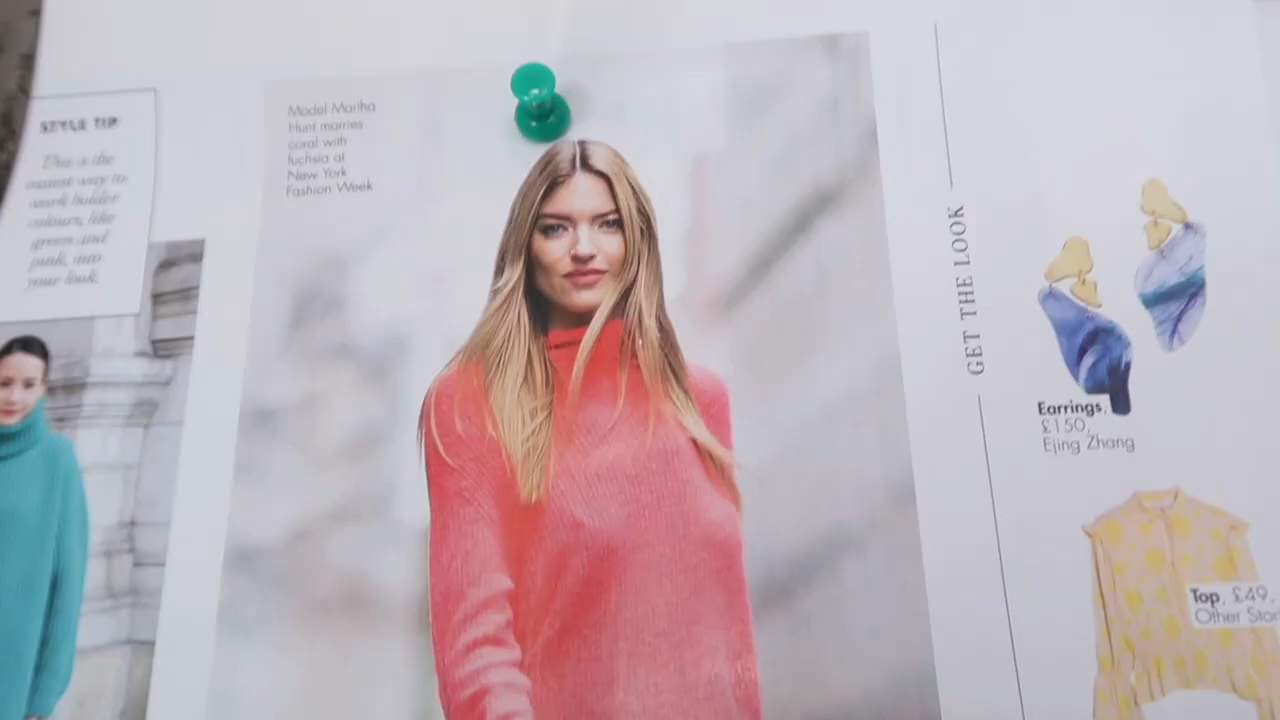 STYLE TIP
This is the
easiest way to
work bolder
colours, like
green and
pink, into
your look.
Model Martha
Hunt marries
coral with
fuchsia at
New York
Fashion Week
GET THE LOOK
Earrings,
£150,
Ejing Zhang
Top, £49,
Other Stor